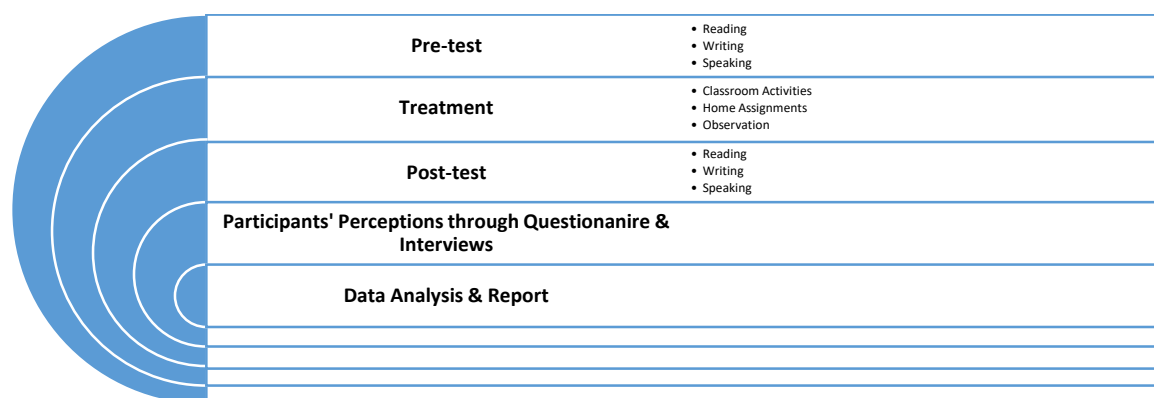 Pre-test
• Reading
• Writing
• Speaking
Treatment
• Classroom Activities
• Home Assignments
• Observation
Post-test
• Reading
• Writing
• Speaking
Participants' Perceptions through Questionanire &
Interviews
Data Analysis & Report